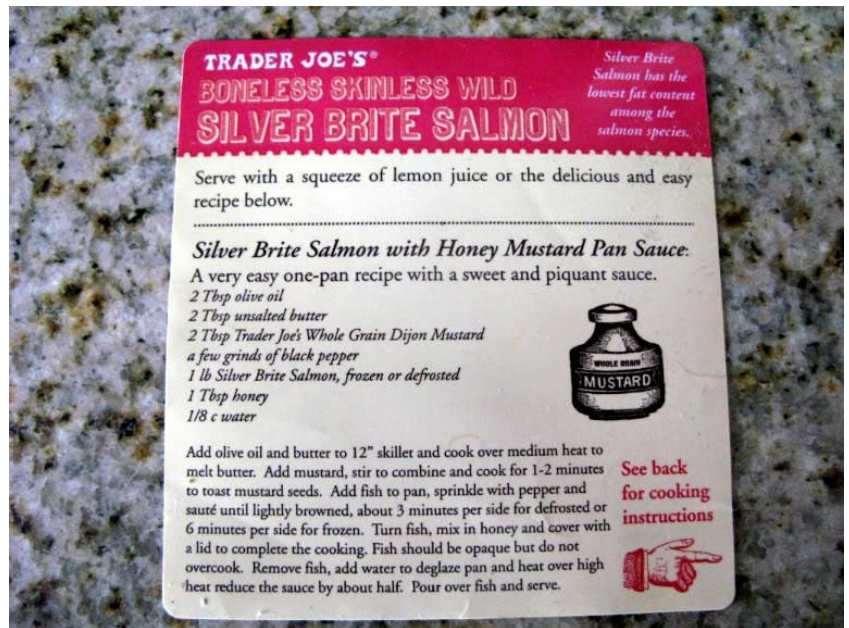 TRADER JOE'S®
BONELESS SKINLESS WILD
SILVER BRITE SALMON
Silver Brite
Salmon has the
lowest fat content
among the
salmon species.
Serve with a squeeze of lemon juice or the delicious and easy
recipe below.
Silver Brite Salmon with Honey Mustard Pan Sauce:
A very easy one-pan recipe with a sweet and piquant sauce.
2 Tbsp olive oil
2 Tbsp unsalted butter
2 Tbsp Trader Joe's Whole Grain Dijon Mustard
a few grinds of black pepper
1 lb Silver Brite Salmon, frozen or defrosted
1 Tbsp honey
1/8 c water
WHOLE GRAIN
MUSTARD
Add olive oil and butter to 12" skillet and cook over medium heat to
melt butter. Add mustard, stir to combine and cook for 1-2 minutes
to toast mustard seeds. Add fish to pan, sprinkle with pepper and
sauté until lightly browned, about 3 minutes per side for defrosted or
6 minutes per side for frozen. Turn fish, mix in honey and cover with
a lid to complete the cooking. Fish should be opaque but do not
overcook. Remove fish, add water to deglaze pan and heat over high
heat reduce the sauce by about half. Pour over fish and serve.
See back
for cooking
instructions